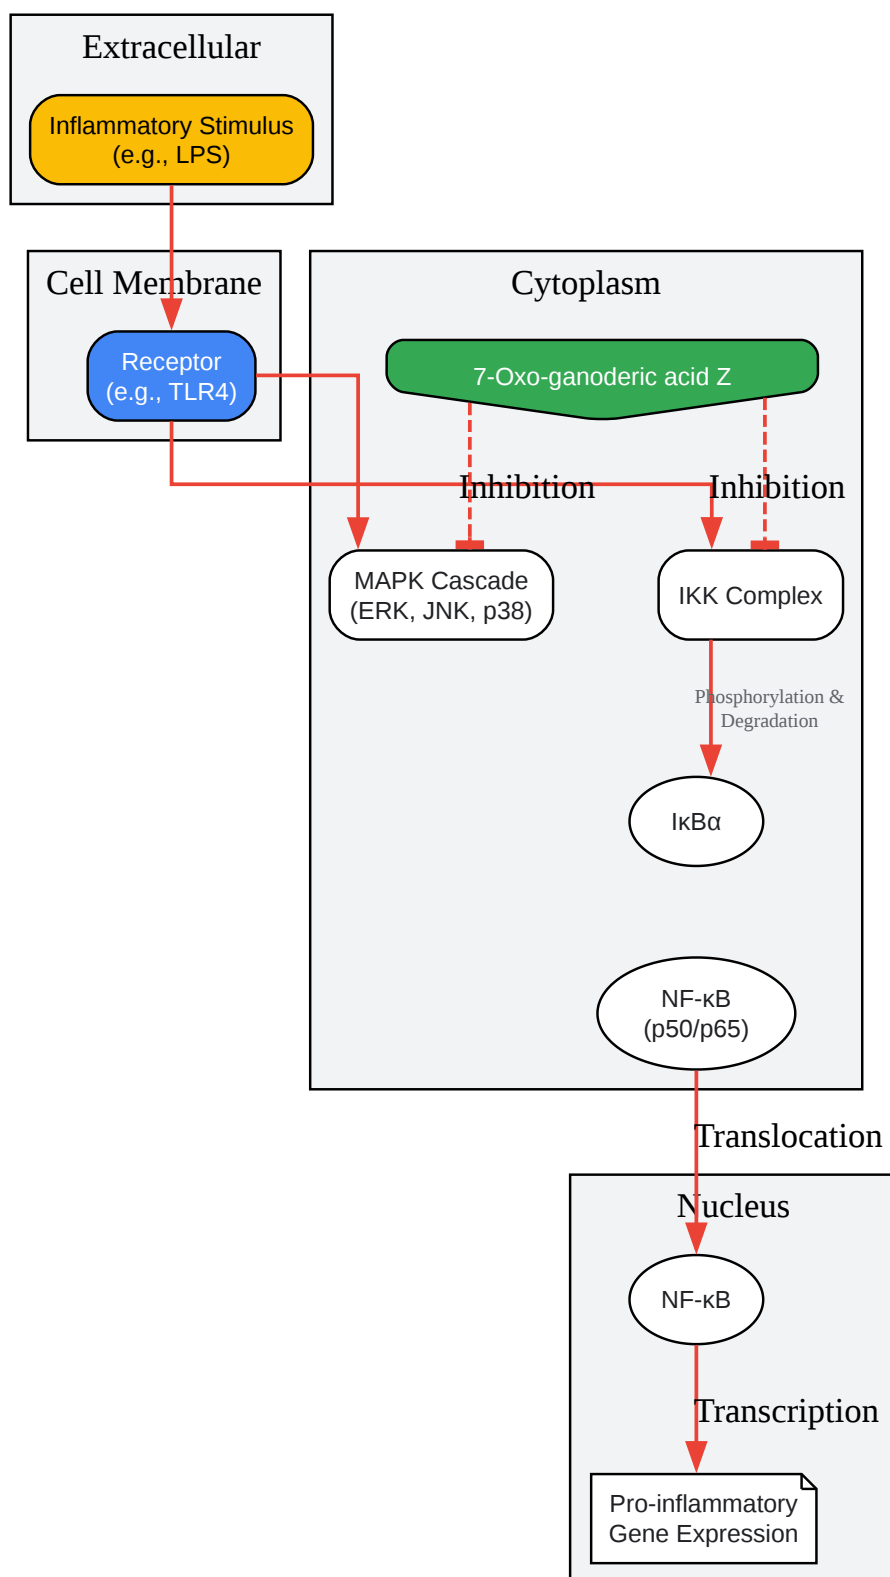 Extracellular
Inflammatory Stimulus
(e.g., LPS)
Cell Membrane
Receptor
(e.g., TLR4)
Cytoplasm
7-Oxo-ganoderic acid Z
Inhibition
Inhibition
MAPK Cascade
(ERK, JNK, p38)
IKK Complex
Phosphorylation &
Degradation
IκBα
NF-κB
(p50/p65)
Translocation
Nucleus
NF-κB
Transcription
Pro-inflammatory
Gene Expression